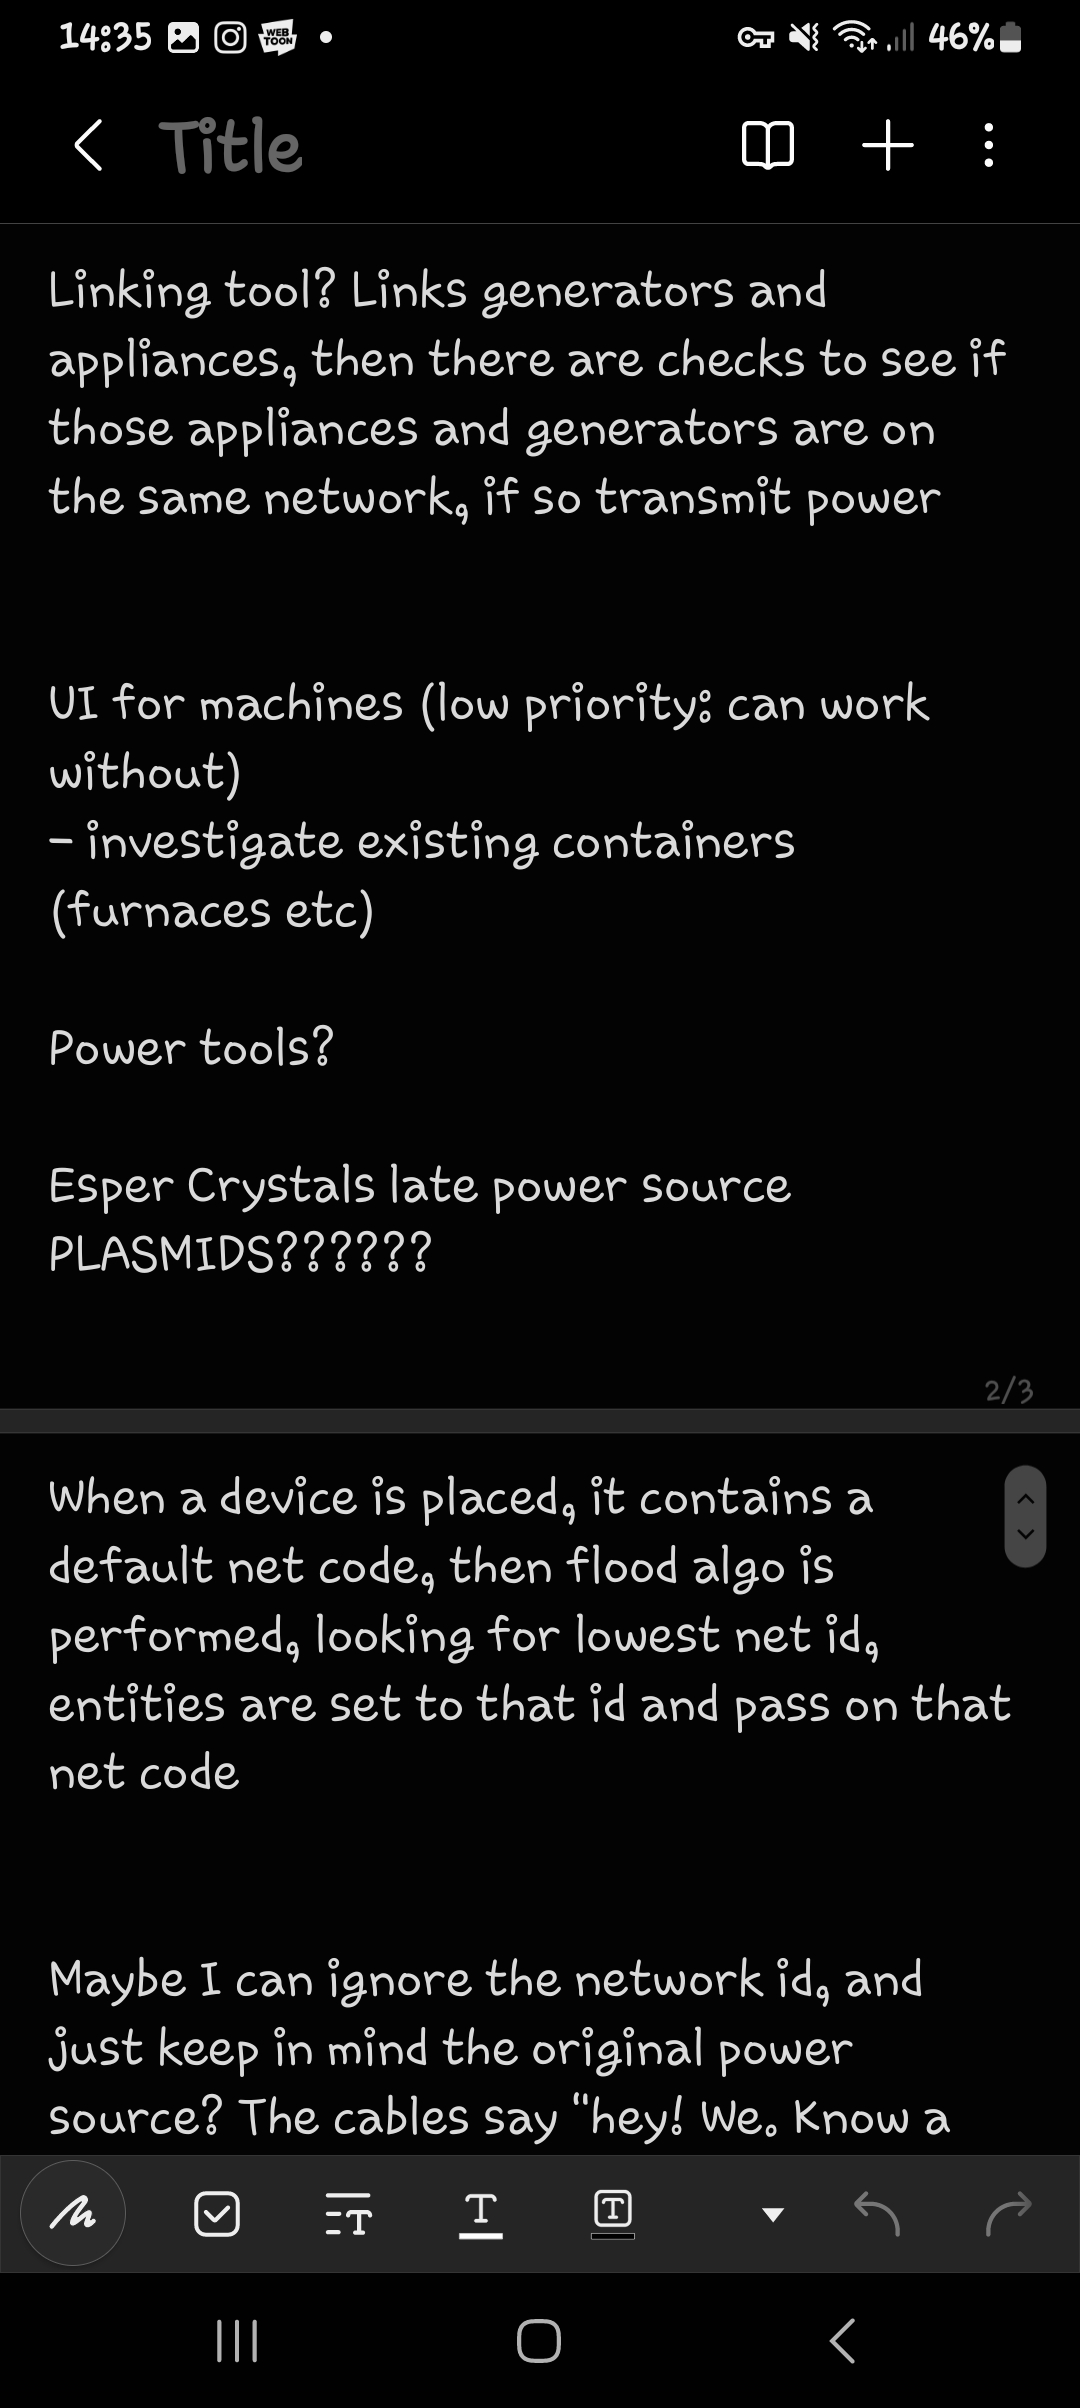 14:35
WEB
TOON
46%
Title
Linking tool? Links generators and
appliances, then there are checks to see if
those appliances and generators are on
the same network, if so transmit power
UI for machines (low priority: can work
without)
- investigate existing containers
(furnaces etc)
Power tools?
Esper Crystals late power source
PLASMIDS??????
2/3
When a device is placed, it contains a
default net code, then flood algo is
performed, looking for lowest net id,
entities are set to that id and pass on that
net code
Maybe I can ignore the network id, and
just keep in mind the original power
source? The cables say "hey! We. Know a